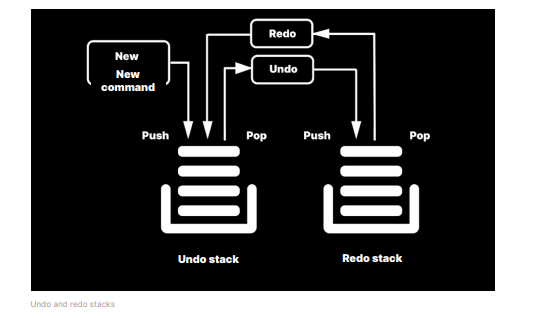 Redo
New
Undo
New
command
Push Pop Push Pop
Undo stack Redo stack
Undo and redo stacks